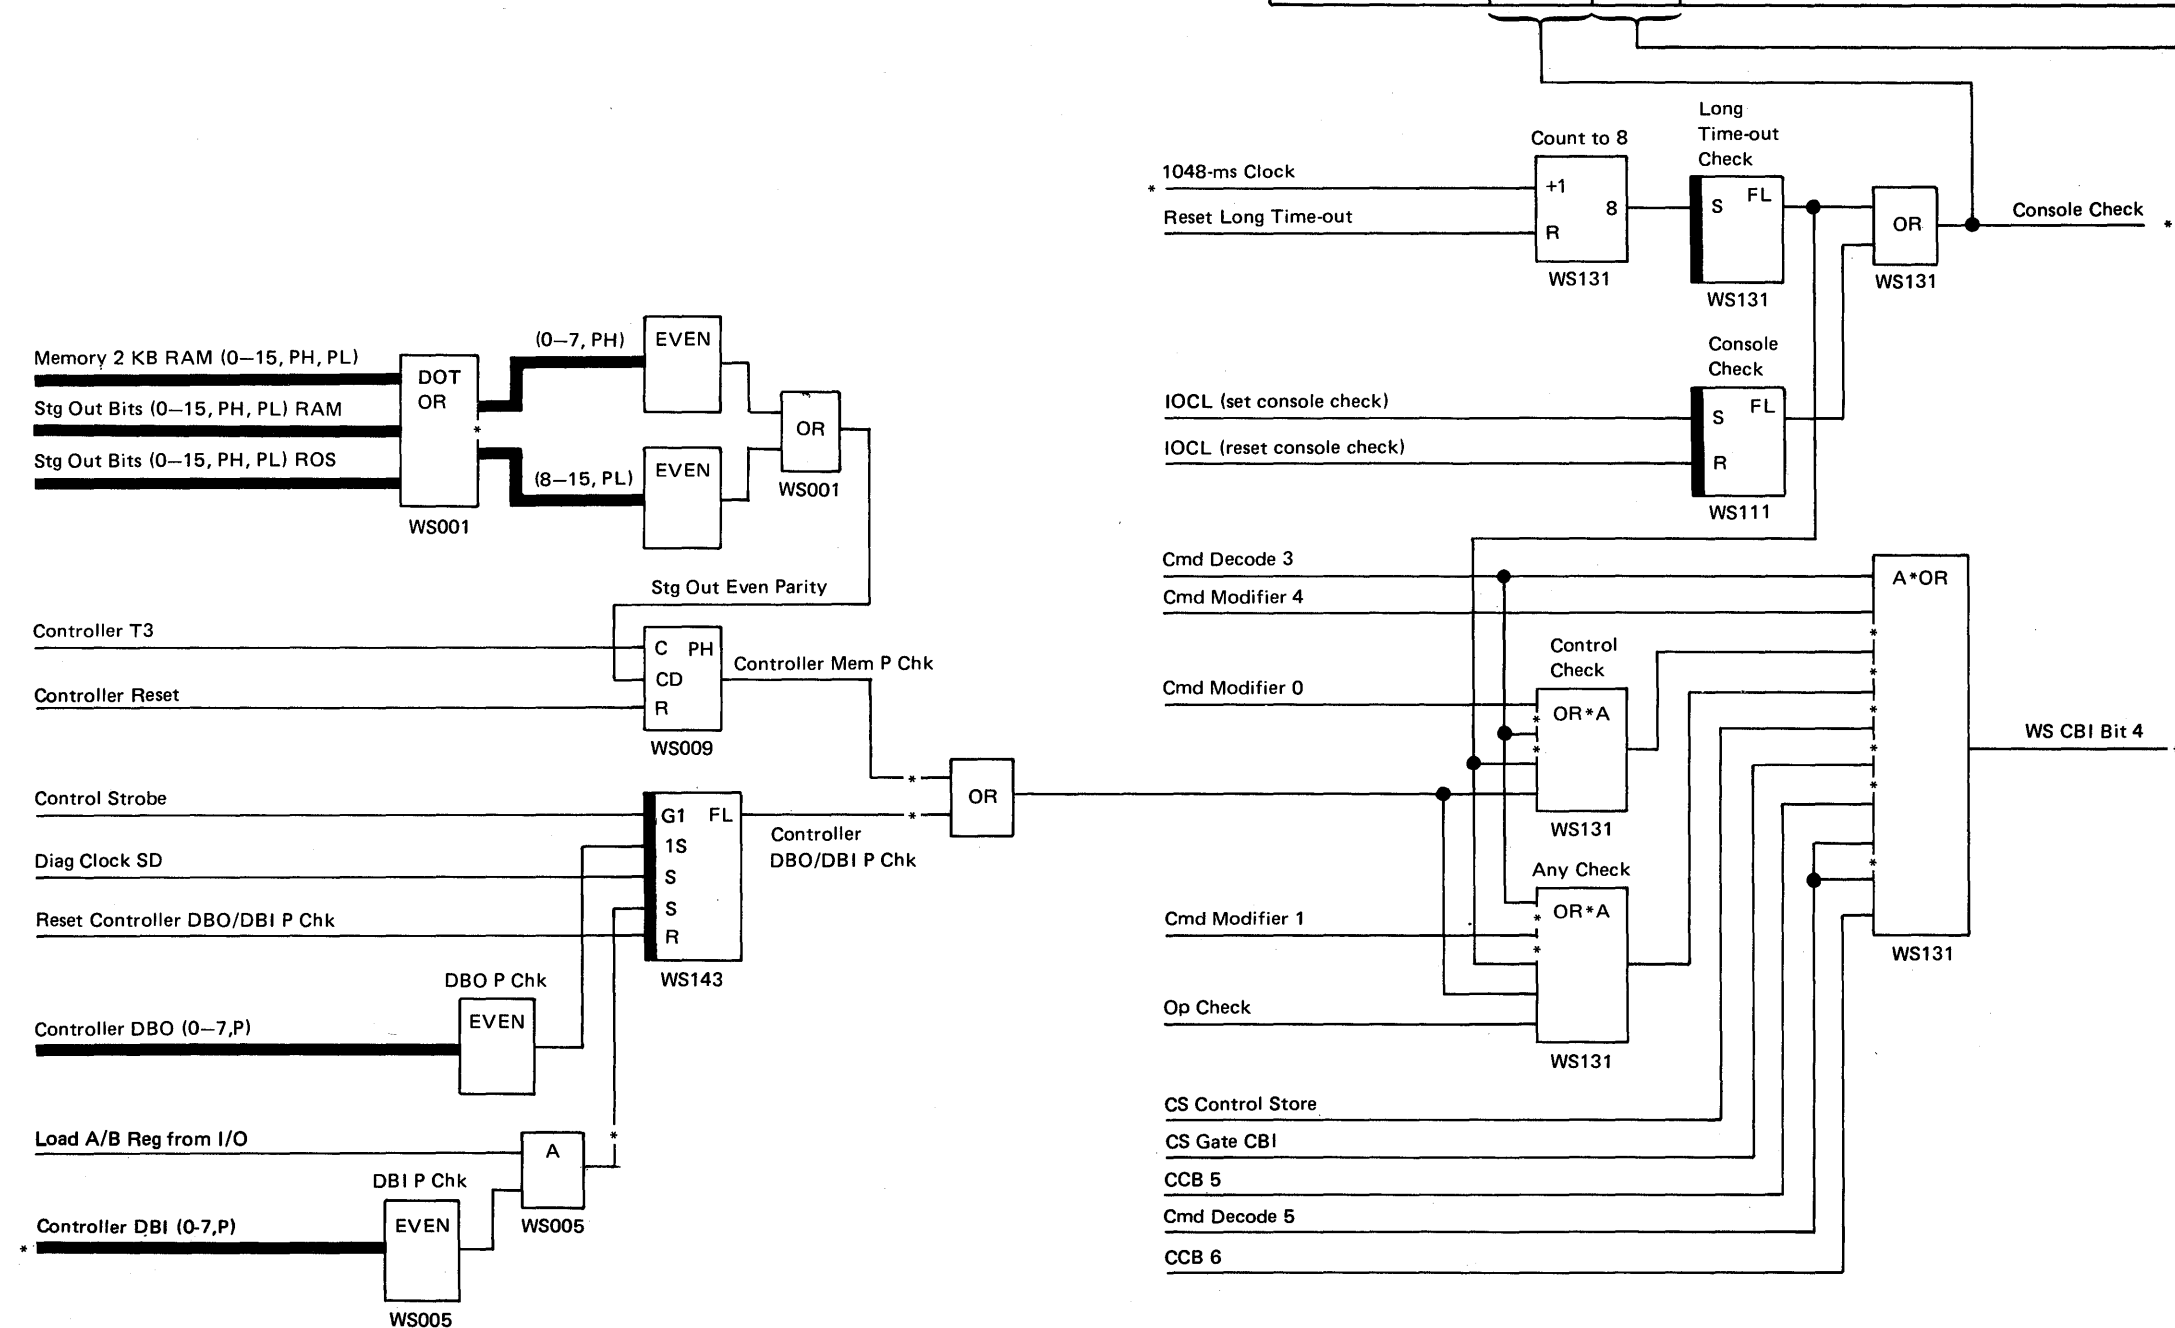 Memory 2 KB RAM (0–15, PH, PL)
Stg Out Bits (0–15, PH, PL) RAM
*
Stg Out Bits (0–15, PH, PL) ROS
DOT
OR
WS001
(0–7, PH)
EVEN
(8–15, PL)
EVEN
OR
WS001
Stg Out Even Parity
Controller T3
Controller Reset
C PH
CD
R
WS009
Controller Mem P Chk
*
Control Strobe
Diag Clock SD
Reset Controller DBO/DBI P Chk
G1 FL
1S
S
S
R
WS143
*
Controller
DBO/DBI P Chk
OR
DBO P Chk
Controller DBO (0–7,P)
EVEN
Load A/B Reg from I/O
A
*
WS005
DBI P Chk
* Controller DBI (0-7,P)
EVEN
WS005
Count to 8
* 1048-ms Clock
Reset Long Time-out
+1
8
R
WS131
Long
Time-out
Check
S FL
WS131
OR
WS131
Console Check *
Console
Check
IOCL (set console check)
IOCL (reset console check)
S FL
R
WS111
Cmd Decode 3
Cmd Modifier 4
Cmd Modifier 0
Control
Check
OR*A
*
*
WS131
Any Check
Cmd Modifier 1
OR*A
*
*
Op Check
WS131
CS Control Store
CS Gate CBI
CCB 5
Cmd Decode 5
CCB 6
A*OR
*
*
*
*
*
*
WS131
WS CBI Bit 4